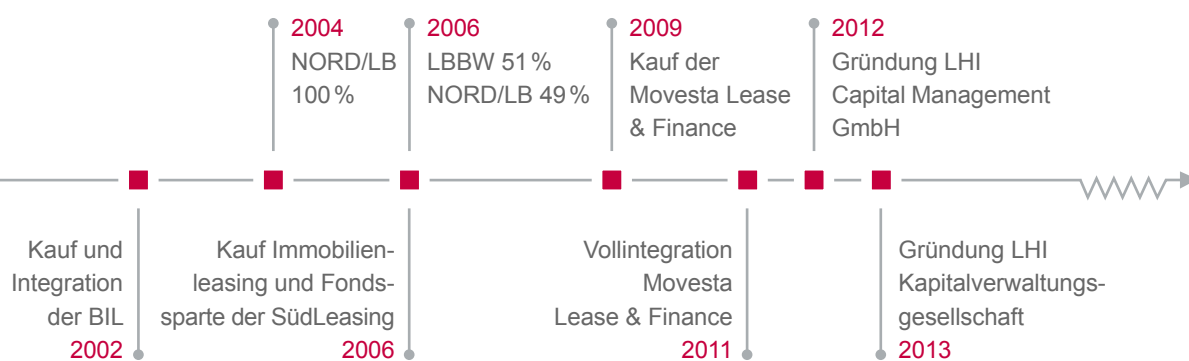 2004
NORD/LB
100 %
2006
LBBW 51 %
NORD/LB 49 %
2009
Kauf der
Movesta Lease
& Finance
2012
Gründung LHI
Capital Management
GmbH
Kauf und
Integration
der BIL
2002
Kauf Immobilien-
leasing und Fonds-
sparte der SüdLeasing
2006
Vollintegration
Movesta
Lease & Finance
2011
Gründung LHI
Kapitalverwaltungs-
gesellschaft
2013